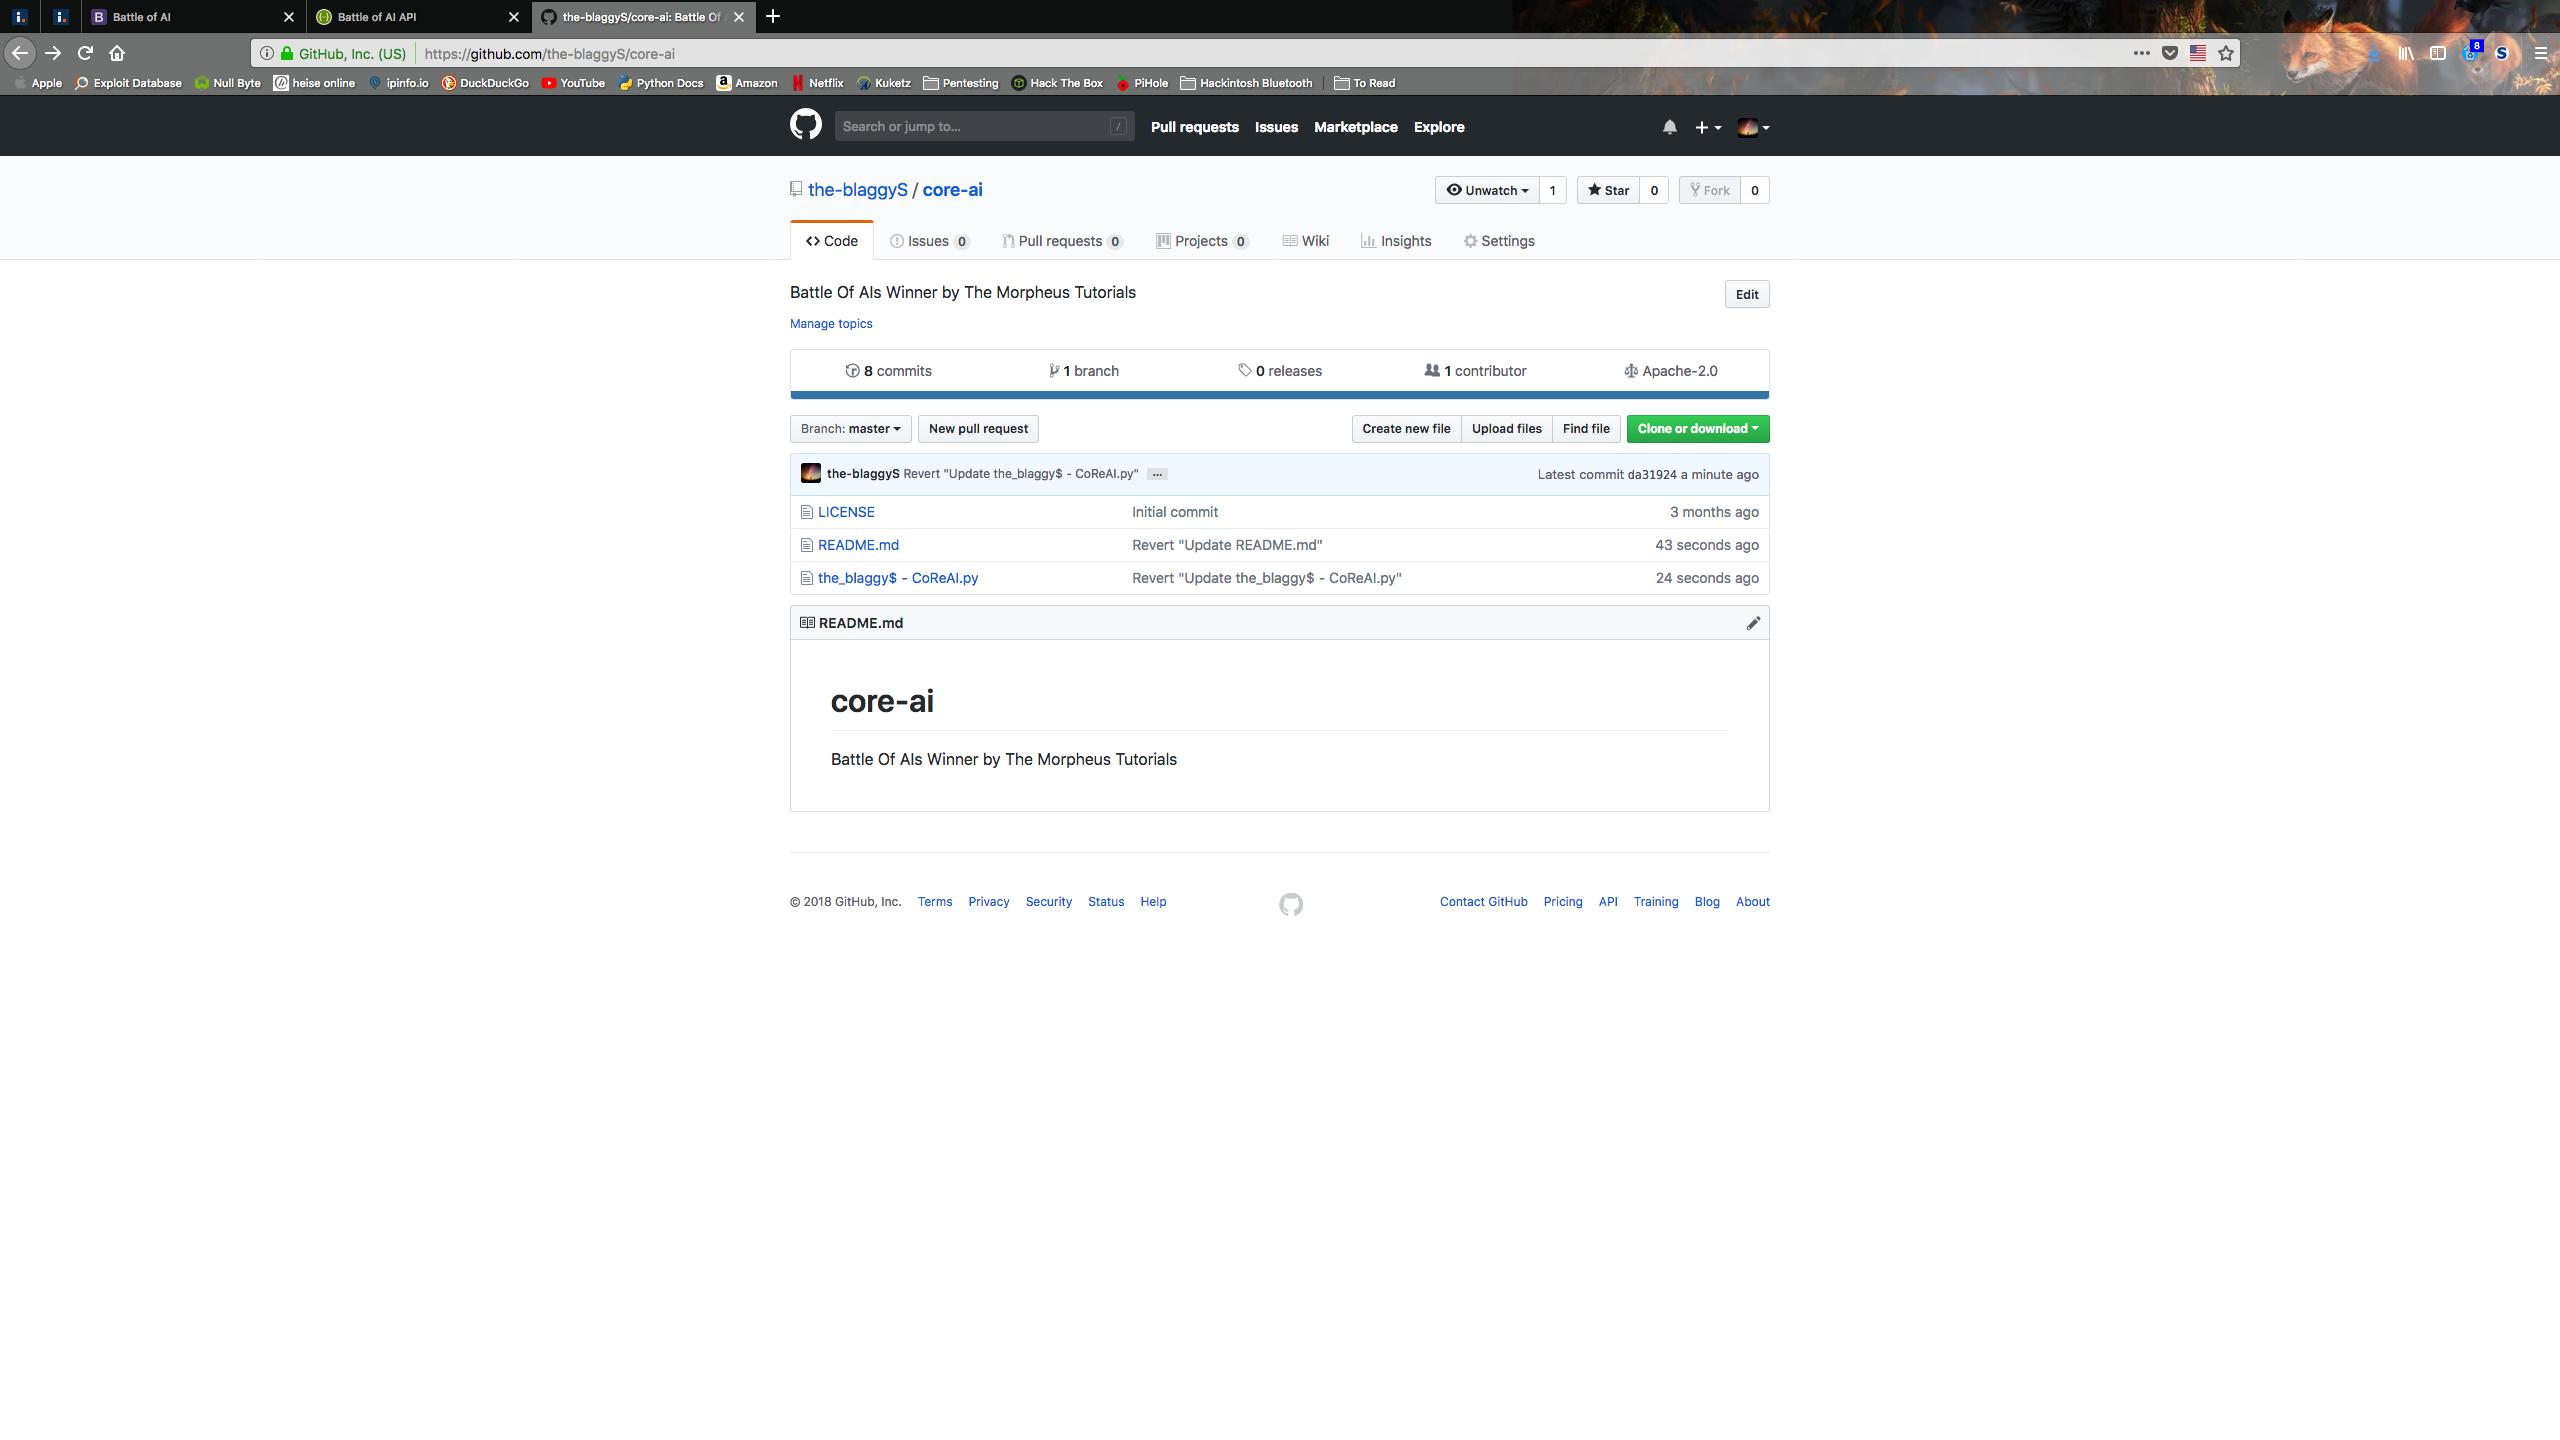 Battle of AI
Battle of AI API
the-blaggyS/core-ai: Battle Of
GitHub, Inc. (US)
https://github.com/the-blaggyS/core-ai
8
Apple
Exploit Database
Null Byte
heise online
ipinfo.io
DuckDuckGo
YouTube
Python Docs
Amazon
Netflix
Kuketz
Pentesting
Hack The Box
PiHole
Hackintosh Bluetooth
To Read
Search or jump to...
/
Pull requests
Issues
Marketplace
Explore
the-blaggyS / core-ai
Unwatch 1
Star 0
Fork 0
Code
Issues 0
Pull requests 0
Projects 0
Wiki
Insights
Settings
Battle Of AIs Winner by The Morpheus Tutorials
Edit
Manage topics
8 commits
1 branch
0 releases
1 contributor
Apache-2.0
Branch: master
New pull request
Create new file
Upload files
Find file
Clone or download
the-blaggyS Revert "Update the_blaggy$ - CoReAI.py" ...
Latest commit da31924 a minute ago
LICENSE Initial commit 3 months ago
README.md Revert "Update README.md" 43 seconds ago
the_blaggy$ - CoReAI.py Revert "Update the_blaggy$ - CoReAI.py" 24 seconds ago
README.md
core-ai
Battle Of AIs Winner by The Morpheus Tutorials
© 2018 GitHub, Inc.
Terms
Privacy
Security
Status
Help
Contact GitHub
Pricing
API
Training
Blog
About